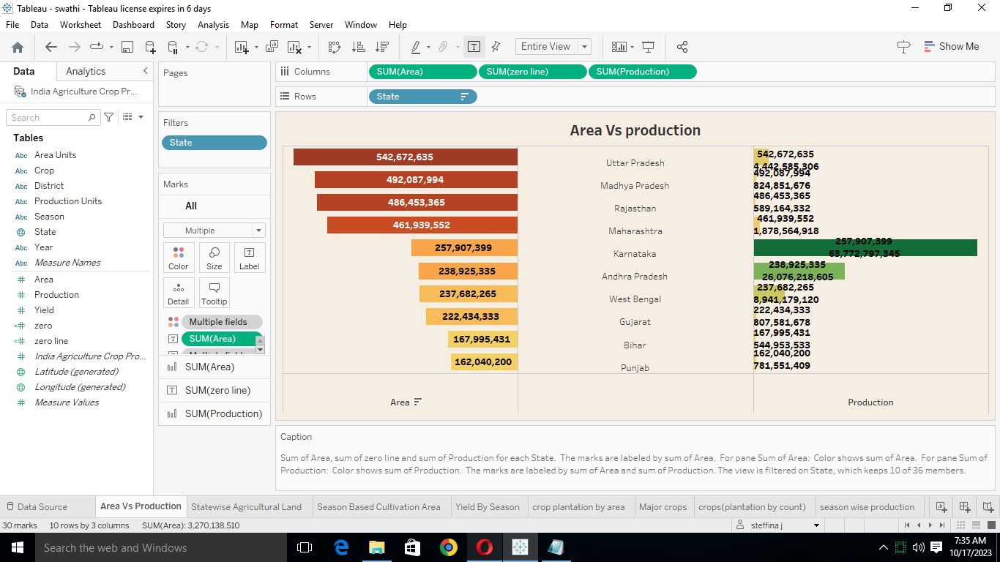 Tableau - swathi - Tableau license expires in 6 days
File Data Worksheet Dashboard Story Analysis Map Format Server Window Help
Entire View
Show Me
Data Analytics
India Agriculture Crop Pr...
Search
Tables
Abc Area Units
Abc Crop
Abc District
Abc Production Units
Abc Season
State
Abc Year
Abc Measure Names
# Area
# Production
# Yield
=# zero
=# zero line
# India Agriculture Crop Pro...
Latitude (generated)
Longitude (generated)
# Measure Values
Pages
Filters
State
Marks
All
Multiple
Color Size Label
Detail Tooltip
Multiple fields
SUM(Area)
SUM(Area)
SUM(zero line)
SUM(Production)
Columns SUM(Area) SUM(zero line) SUM(Production)
Rows State
Area Vs production
542,672,635 Uttar Pradesh 542,672,635
4,442,585,306
492,087,994 Madhya Pradesh 492,087,994
824,851,676
486,453,365 Rajasthan 486,453,365
589,164,332
461,939,552 Maharashtra 461,939,552
1,878,564,918
257,907,399 Karnataka 257,907,399
63,772,797,345
238,925,335 Andhra Pradesh 238,925,335
26,076,218,605
237,682,265 West Bengal 237,682,265
8,941,179,120
222,434,333 Gujarat 222,434,333
807,581,678
167,995,431 Bihar 167,995,431
544,953,533
162,040,200 Punjab 162,040,200
781,551,409
Area Production
Caption
Sum of Area, sum of zero line and sum of Production for each State. The marks are labeled by sum of Area. For pane Sum of Area: Color shows sum of Area. For pane Sum of
Production: Color shows sum of Production. The marks are labeled by sum of Area and sum of Production. The view is filtered on State, which keeps 10 of 36 members.
Data Source Area Vs Production Statewise Agricultural Land Season Based Cultivation Area Yield By Season crop plantation by area Major crops crops(plantation by count) season wise production
30 marks 10 rows by 3 columns SUM(Area): 3,270,138,510 steffina j
Search the web and Windows
7:35 AM
10/17/2023